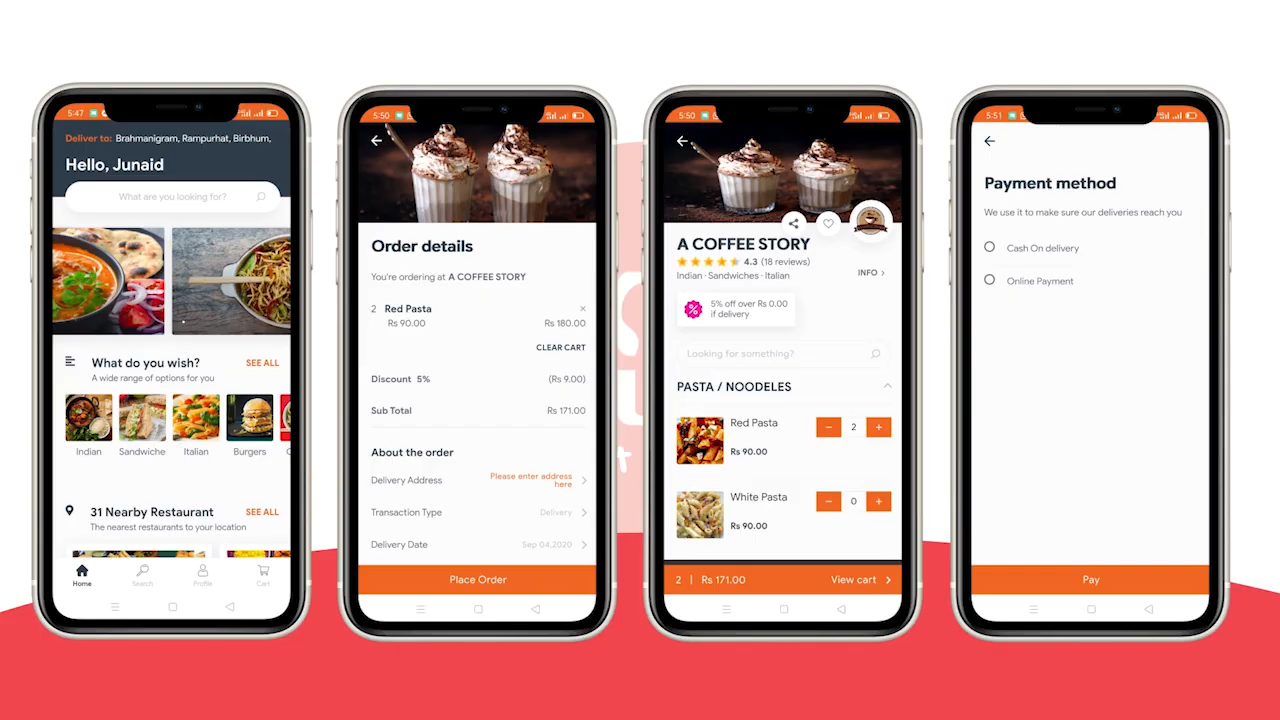 5:47
Deliver to: Brahmanigram, Rampurhat, Birbhum,
Hello, Junaid
What are you looking for?
What do you wish?
SEE ALL
A wide range of options for you
Indian
Sandwiche
Italian
Burgers
31 Nearby Restaurant
SEE ALL
The nearest restaurants to your location
Home
Search
Profile
Cart
5:50
Order details
You're ordering at A COFFEE STORY
2 Red Pasta
Rs 90.00
Rs 180.00
CLEAR CART
Discount 5%
(Rs 9.00)
Sub Total
Rs 171.00
About the order
Delivery Address
Please enter address
here
Transaction Type
Delivery
Delivery Date
Sep 04,2020
Place Order
5:50
A COFFEE STORY
4.3 (18 reviews)
Indian · Sandwiches · Italian
INFO
5% off over Rs 0.00
if delivery
Looking for something?
PASTA / NOODELES
Red Pasta
2
Rs 90.00
White Pasta
0
Rs 90.00
2 | Rs 171.00
View cart
5:51
Payment method
We use it to make sure our deliveries reach you
Cash On delivery
Online Payment
Pay